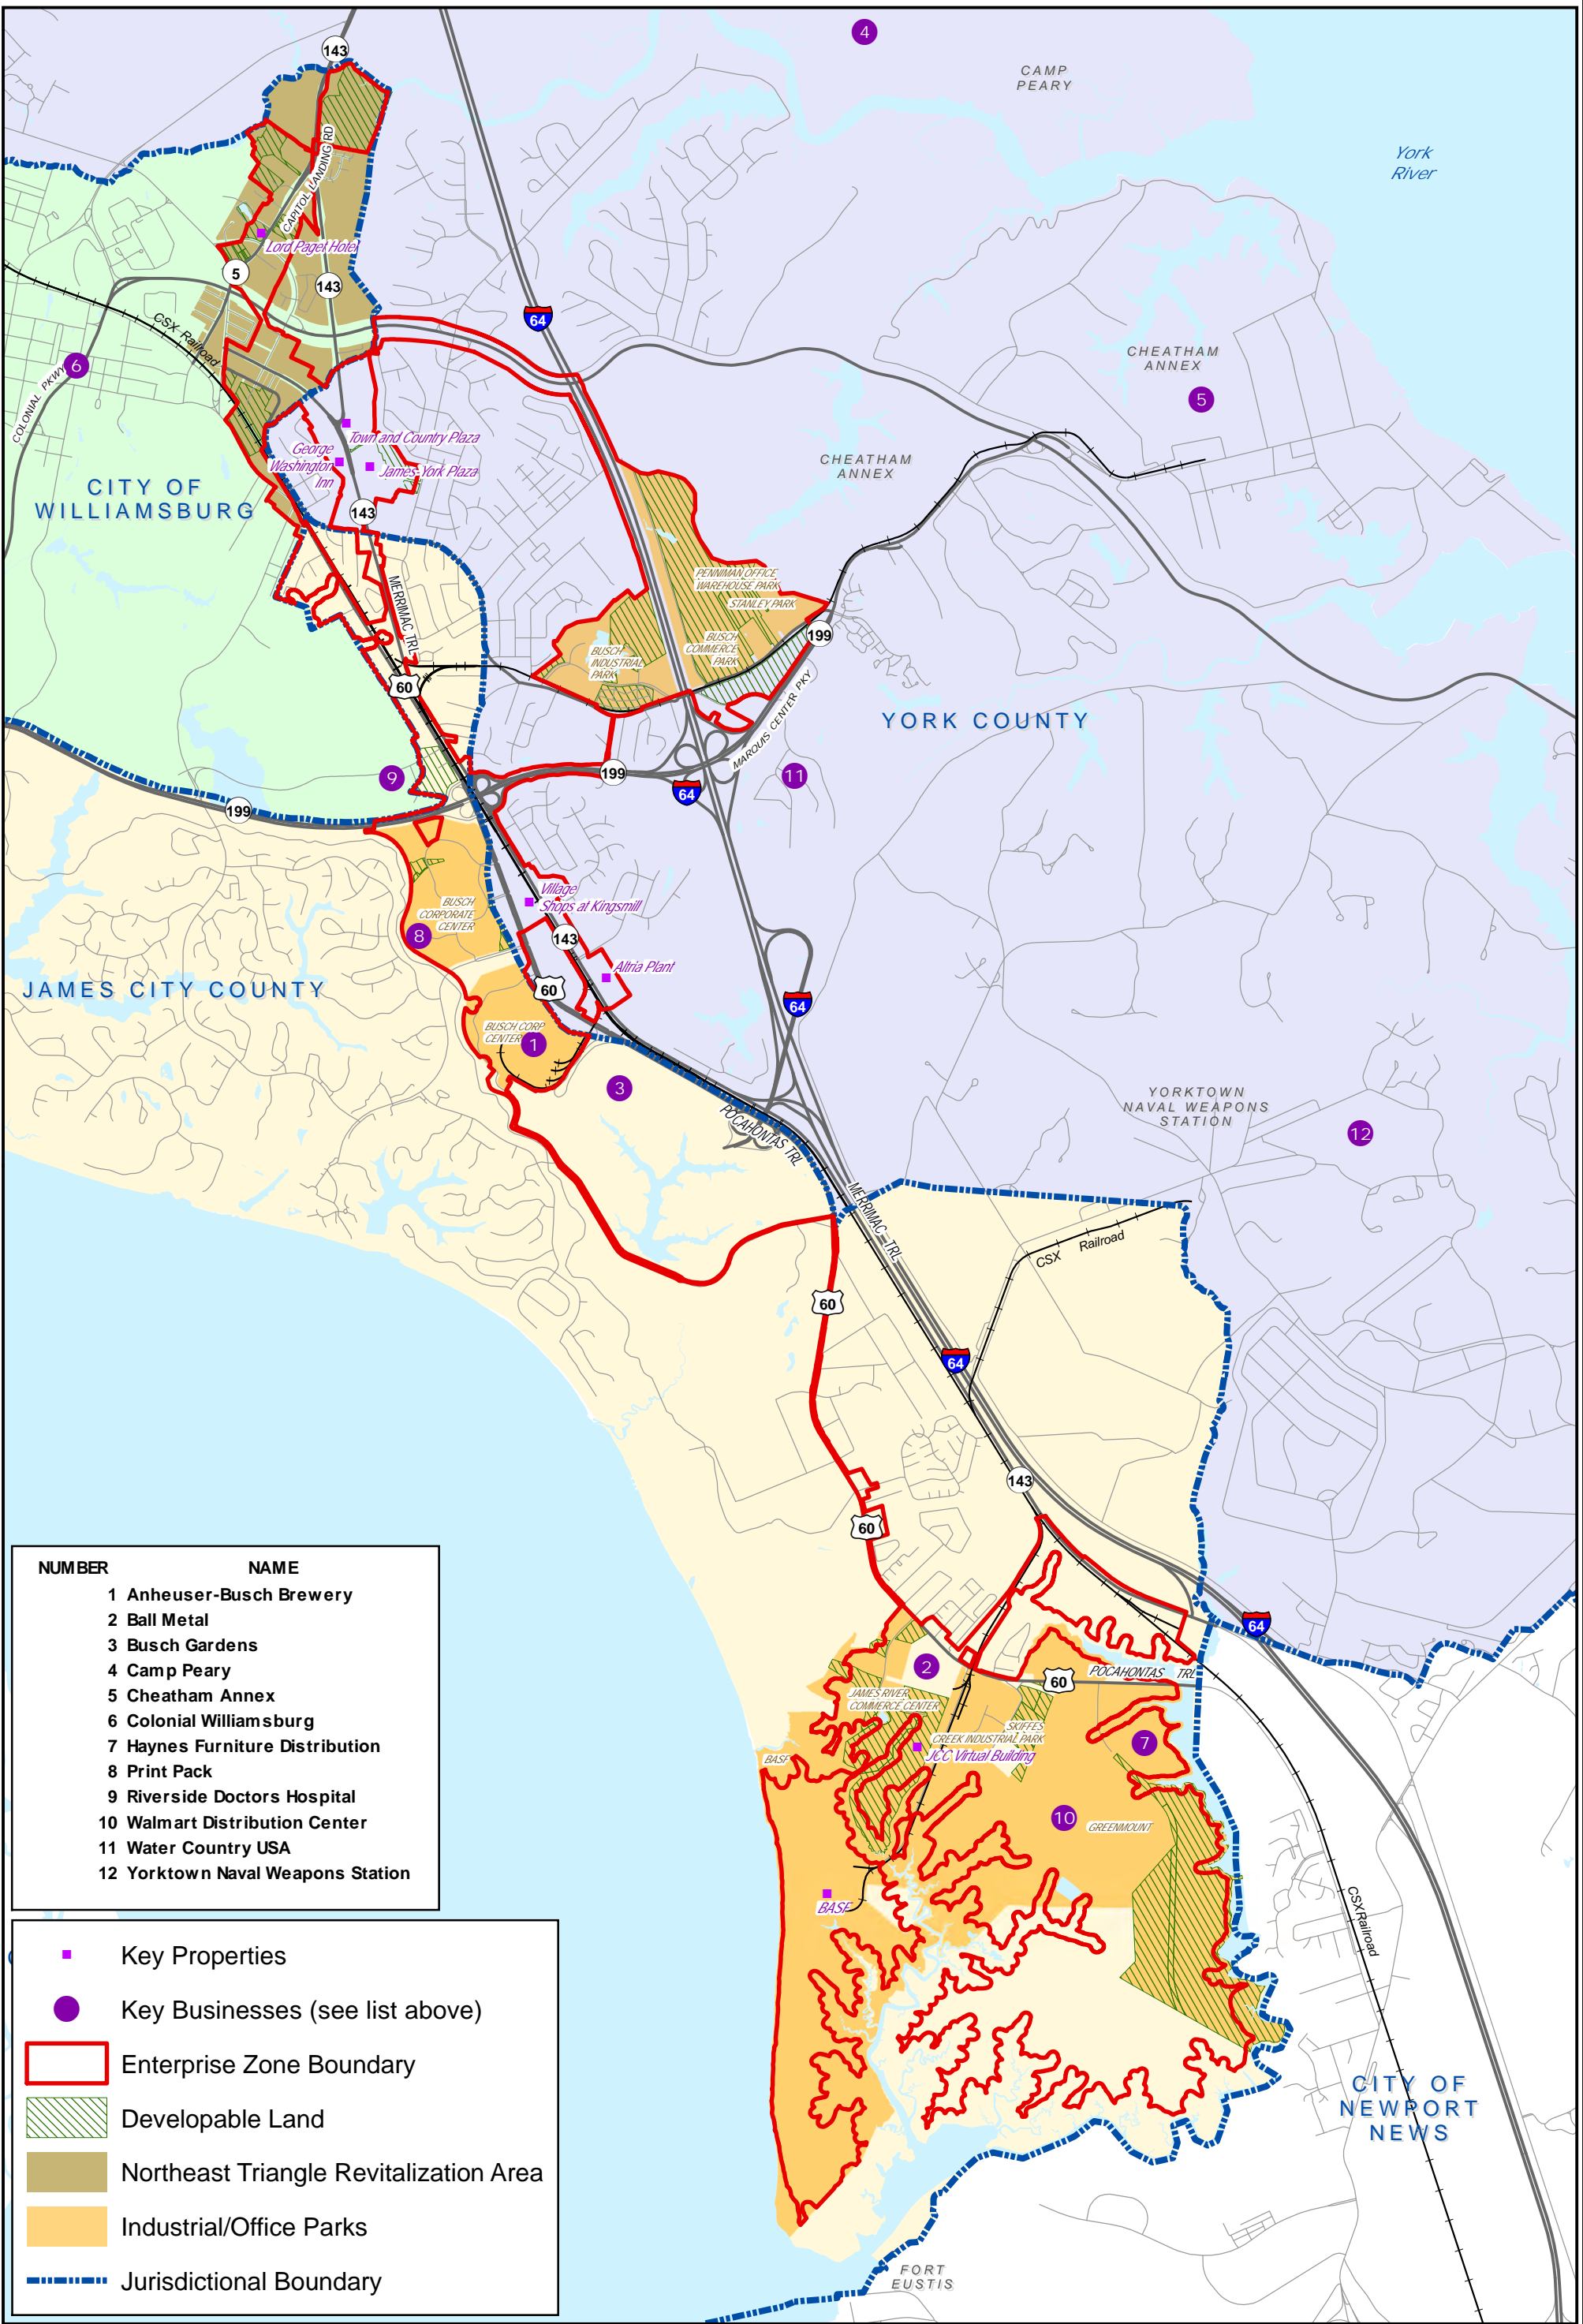 4
CAMP
PEARY
143
York
River
CAPITOL LANDING RD
Lord Paget Hotel
5
143
64
CSX Railroad
6
COLONIAL PKWY
CHEATHAM
ANNEX
5
Town and Country Plaza
George
Washington
Inn
James-York Plaza
CHEATHAM
ANNEX
CITY OF
WILLIAMSBURG
143
MERRIMAC TRL
PENNIMAN OFFICE
WAREHOUSE PARK
STANLEY PARK
199
BUSCH
INDUSTRIAL
PARK
BUSCH
COMMERCE
PARK
60
MARQUIS CENTER PKY
YORK COUNTY
9
199
64
11
199
Village
Shops at Kingsmill
BUSCH
CORPORATE
CENTER
8
143
Altria Plant
JAMES CITY COUNTY
60
64
BUSCH CORP
CENTER
1
3
POCAHONTAS TRL
YORKTOWN
NAVAL WEAPONS
STATION
12
MERRIMAC TRL
CSX Railroad
60
64
143
60
64
2
POCAHONTAS TRL
60
JAMES RIVER
COMMERCE CENTER
SKIFFES
CREEK INDUSTRIAL PARK
7
JCC Virtual Building
BASF
10
GREENMOUNT
BASF
CSX Railroad
CITY OF
NEWPORT
NEWS
FORT
EUSTIS
NUMBER NAME
1 Anheuser-Busch Brewery
2 Ball Metal
3 Busch Gardens
4 Camp Peary
5 Cheatham Annex
6 Colonial Williamsburg
7 Haynes Furniture Distribution
8 Print Pack
9 Riverside Doctors Hospital
10 Walmart Distribution Center
11 Water Country USA
12 Yorktown Naval Weapons Station
Key Properties
Key Businesses (see list above)
Enterprise Zone Boundary
Developable Land
Northeast Triangle Revitalization Area
Industrial/Office Parks
Jurisdictional Boundary